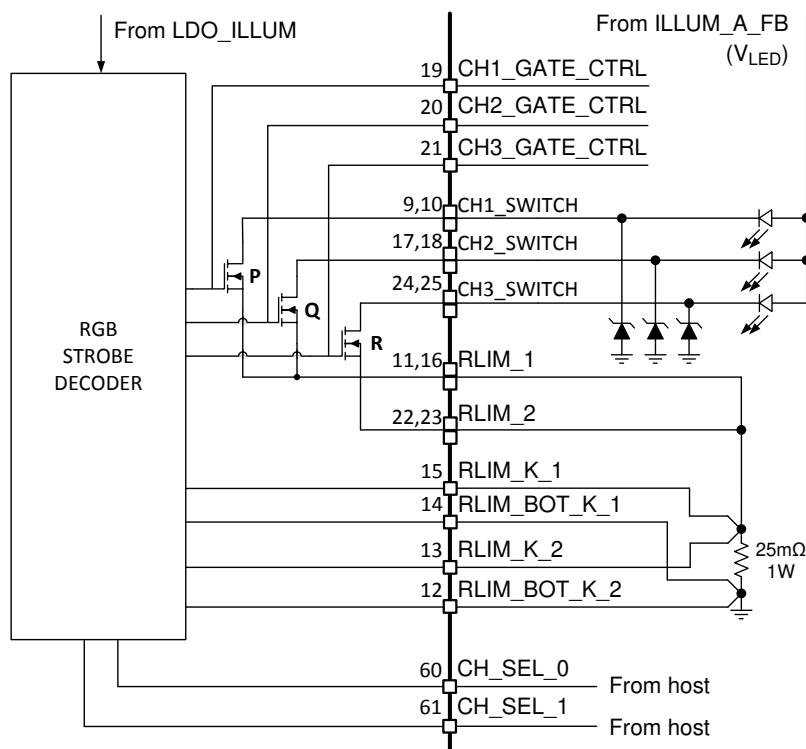 From LDO_ILLUM
From ILLUM_A_FB
(VLED)
19 CH1_GATE_CTRL
20 CH2_GATE_CTRL
21 CH3_GATE_CTRL
9,10 CH1_SWITCH
17,18 CH2_SWITCH
24,25 CH3_SWITCH
P
Q
R
RGB
STROBE
DECODER
11,16 RLIM_1
22,23 RLIM_2
15 RLIM_K_1
14 RLIM_BOT_K_1
13 RLIM_K_2
12 RLIM_BOT_K_2
25mΩ
1W
60 CH_SEL_0 From host
61 CH_SEL_1 From host